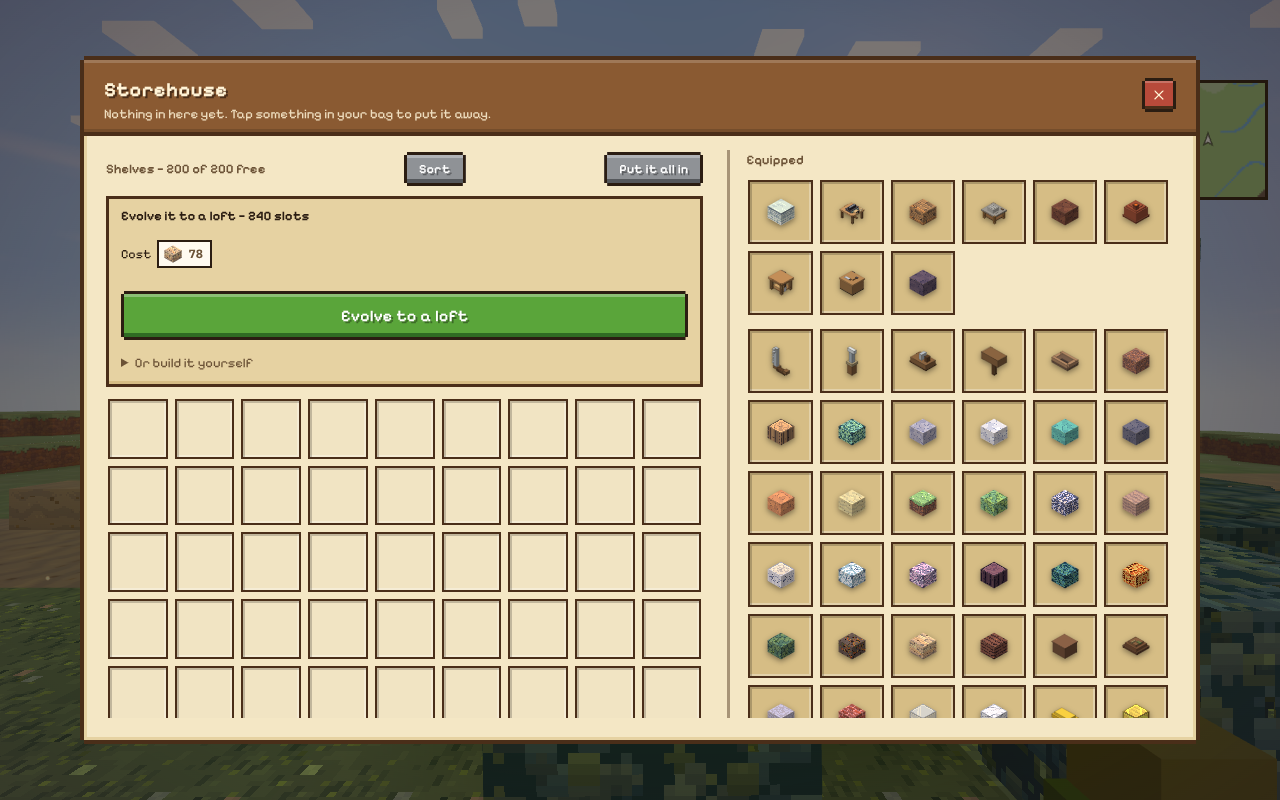 Storehouse
Nothing in here yet. Tap something in your bag to put it away.
Shelves - 200 of 200 free
Sort
Put it all in
Equipped
Evolve it to a loft - 240 slots
Cost
78
Evolve to a loft
Or build it yourself